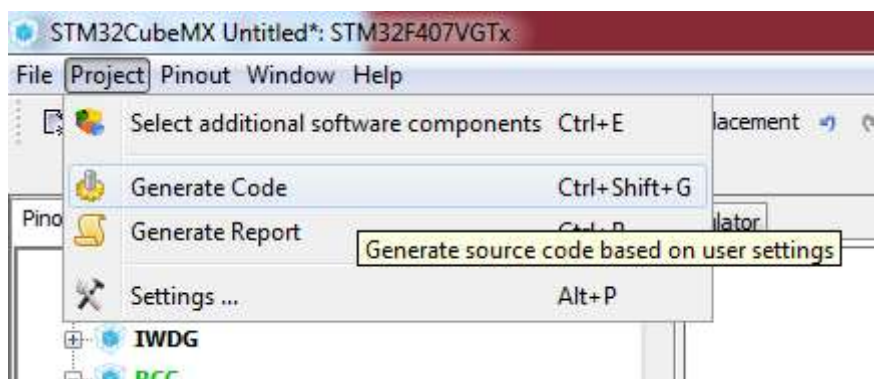 STM32CubeMX Untitled*: STM32F407VGTx
File Project Pinout Window Help
Select additional software components Ctrl+E
lacement
Generate Code Ctrl+Shift+G
Pino
Generate Report
lator
Generate source code based on user settings
Settings ... Alt+P
IWDG
RCC